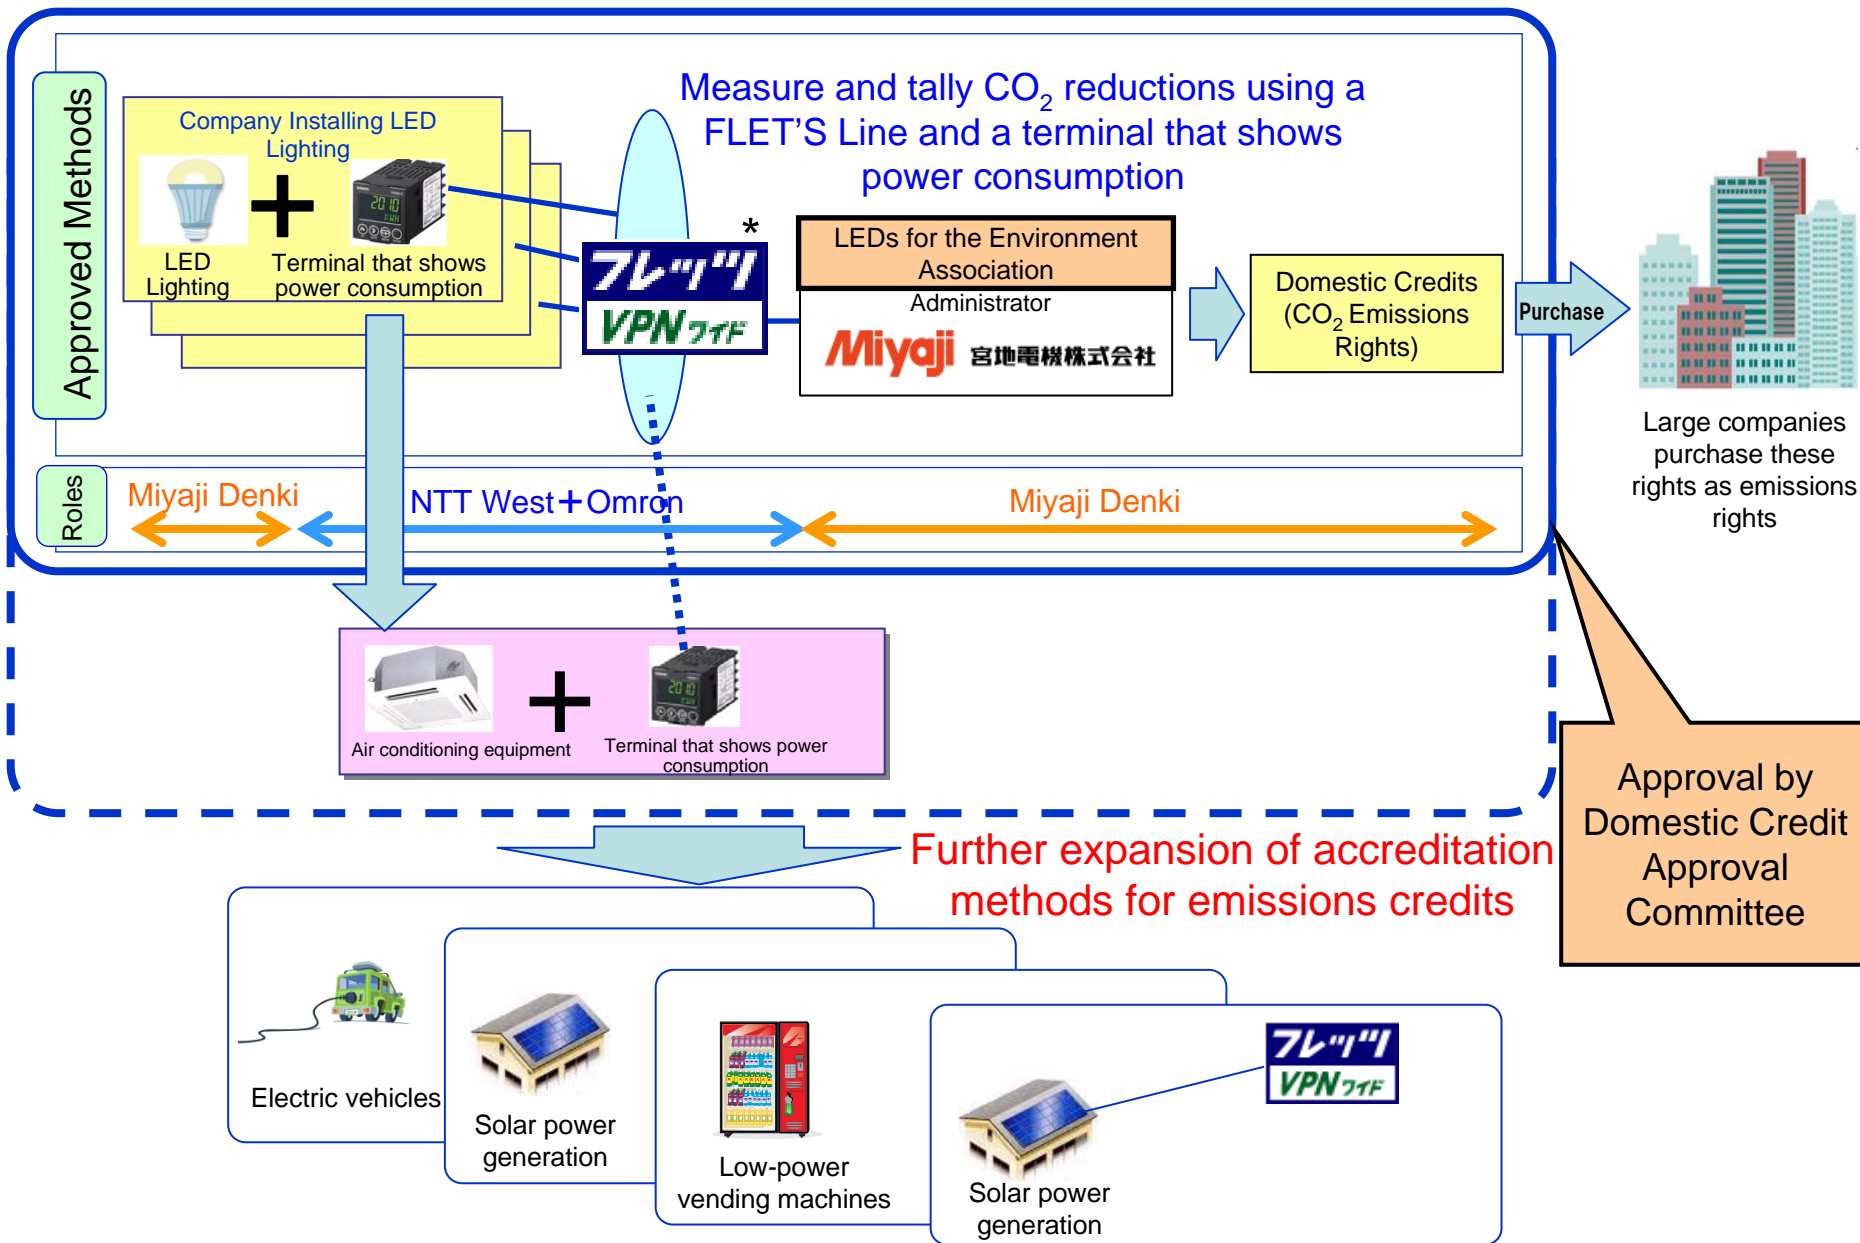 Approved Methods
Company Installing LED
Lighting
LED
Lighting
2010
Terminal that shows
power consumption
Measure and tally CO2 reductions using a
FLET'S Line and a terminal that shows
power consumption
*
フレッツ
VPNワイド
LEDs for the Environment
Association
Administrator
Miyaji 宮地電機株式会社
Domestic Credits
(CO2 Emissions
Rights)
Purchase
Large companies
purchase these
rights as emissions
rights
Roles
Miyaji Denki
NTT West+Omron
Miyaji Denki
Air conditioning equipment
2010
Terminal that shows power
consumption
Approval by
Domestic Credit
Approval
Committee
Further expansion of accreditation
methods for emissions credits
Electric vehicles
Solar power
generation
Low-power
vending machines
Solar power
generation
フレッツ
VPNワイド